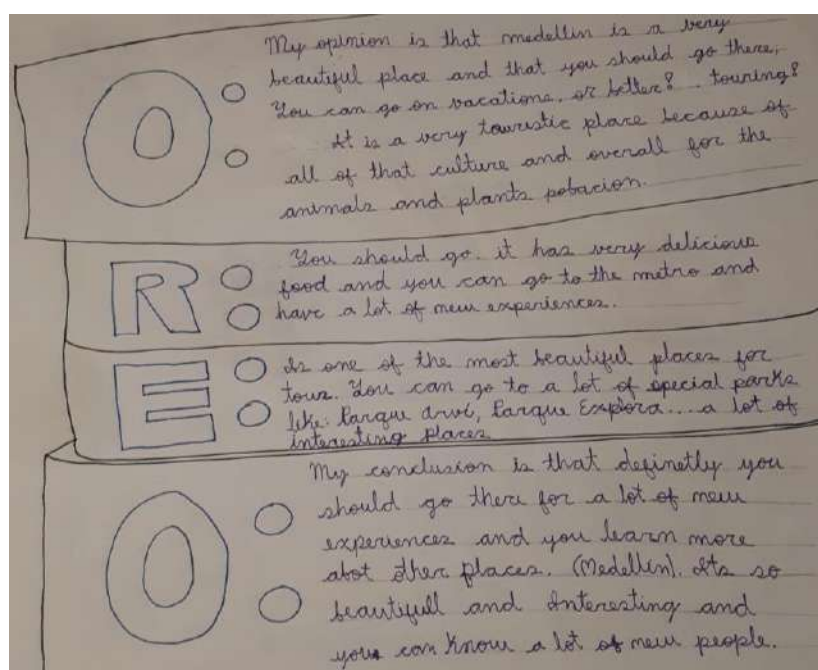 O:
My opinion is that medellin is a very
beautiful place and that you should go there,
You can go on vacations, or better? .. touring?
It is a very touristic place because of
all of that culture and overall for the
animals and plants pobacion.
R:
You should go. it has very delicious
food and you can go to the metro and
have a lot of new experiences.
E:
Is one of the most beautiful places for
tour. You can go to a lot of special parks
like: Parque arvi, Parque Explora.... a lot of
interesting places
O:
My conclusion is that definetly you
should go there for a lot of new
experiences and you learn more
abot other places. (Medellin). Its so
beautifull and Interesting and
you can know a lot of new people.